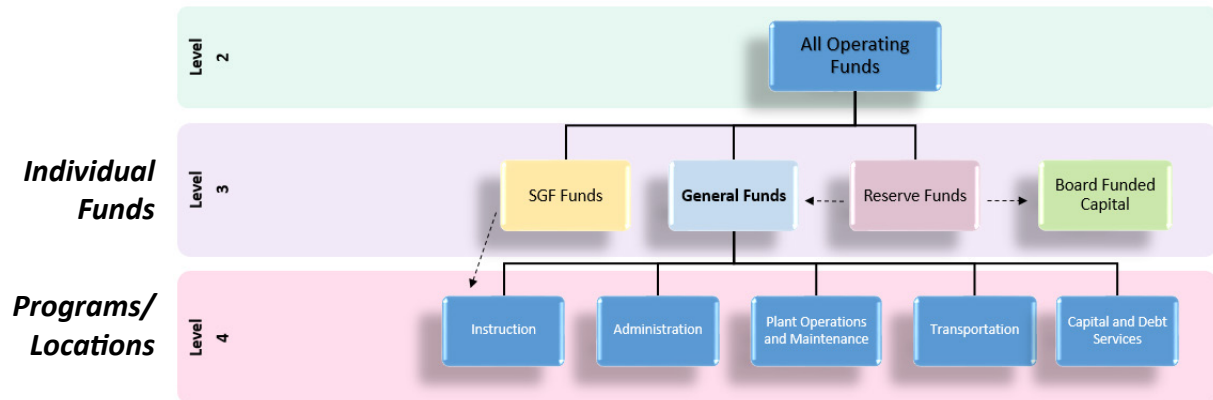 Level
2
All Operating
Funds
Individual
Funds
Level
3
SGF Funds
General Funds
Reserve Funds
Board Funded
Capital
Programs/
Locations
Level
4
Instruction
Administration
Plant Operations
and Maintenance
Transportation
Capital and Debt
Services